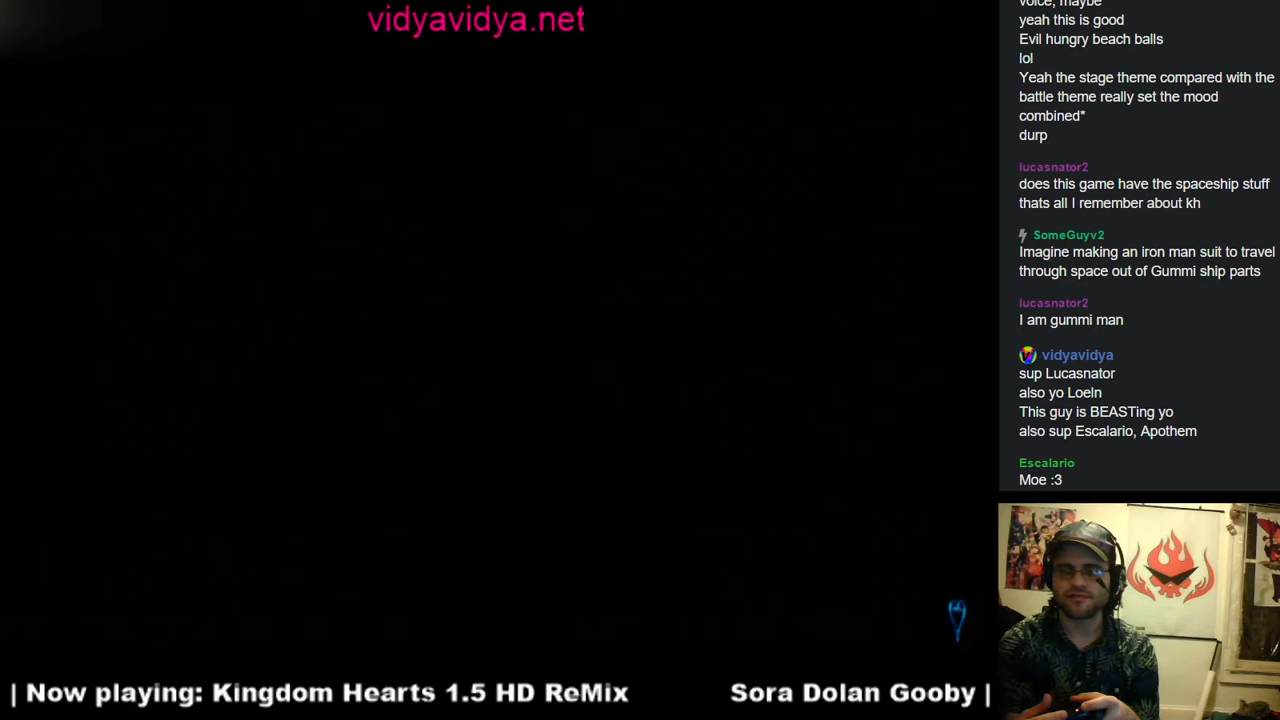 vidyavidya.net
yeah this is good
Evil hungry beach balls
lol
Yeah the stage theme compared with the
battle theme really set the mood
combined*
durp
lucasnator2
does this game have the spaceship stuff
thats all I remember about kh
SomeGuyv2
Imagine making an iron man suit to travel
through space out of Gummi ship parts
lucasnator2
I am gummi man
vidyavidya
sup Lucasnator
also yo Loeln
This guy is BEASTing yo
also sup Escalario, Apothem
Escalario
Moe :3
| Now playing: Kingdom Hearts 1.5 HD ReMix Sora Dolan Gooby |